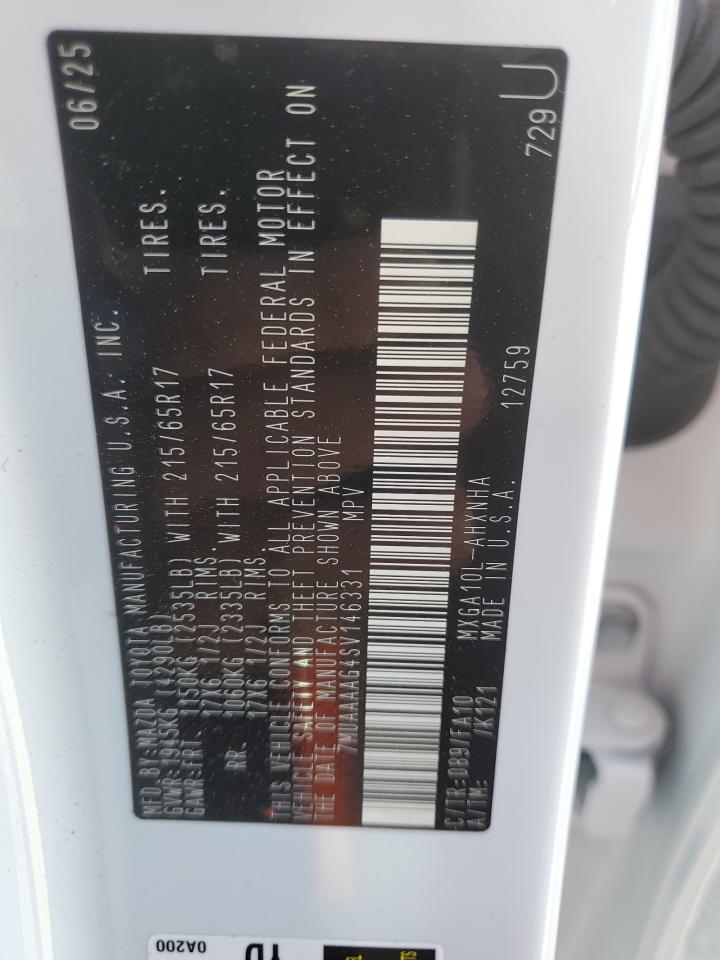 MFD.BY:MAZDA TOYOTA MANUFACTURING U.S.A. INC. 06/25
GVWR:1945KG (4290LB)
GAWR:FRT. 1150KG (2535LB) WITH 215/65R17 TIRES.
17X6 1/2J RIMS.
RR. 1060KG (2335LB) WITH 215/65R17 TIRES.
17X6 1/2J RIMS.
THIS VEHICLE CONFORMS TO ALL APPLICABLE FEDERAL MOTOR
VEHICLE SAFETY AND THEFT PREVENTION STANDARDS IN EFFECT ON
THE DATE OF MANUFACTURE SHOWN ABOVE
7MUAAAAG4SV146331 MPV
C/TR:089/FA10 MXGA10L-AHXNHA
A/TM: /K121 MADE IN U.S.A. 12759 729U
0A200